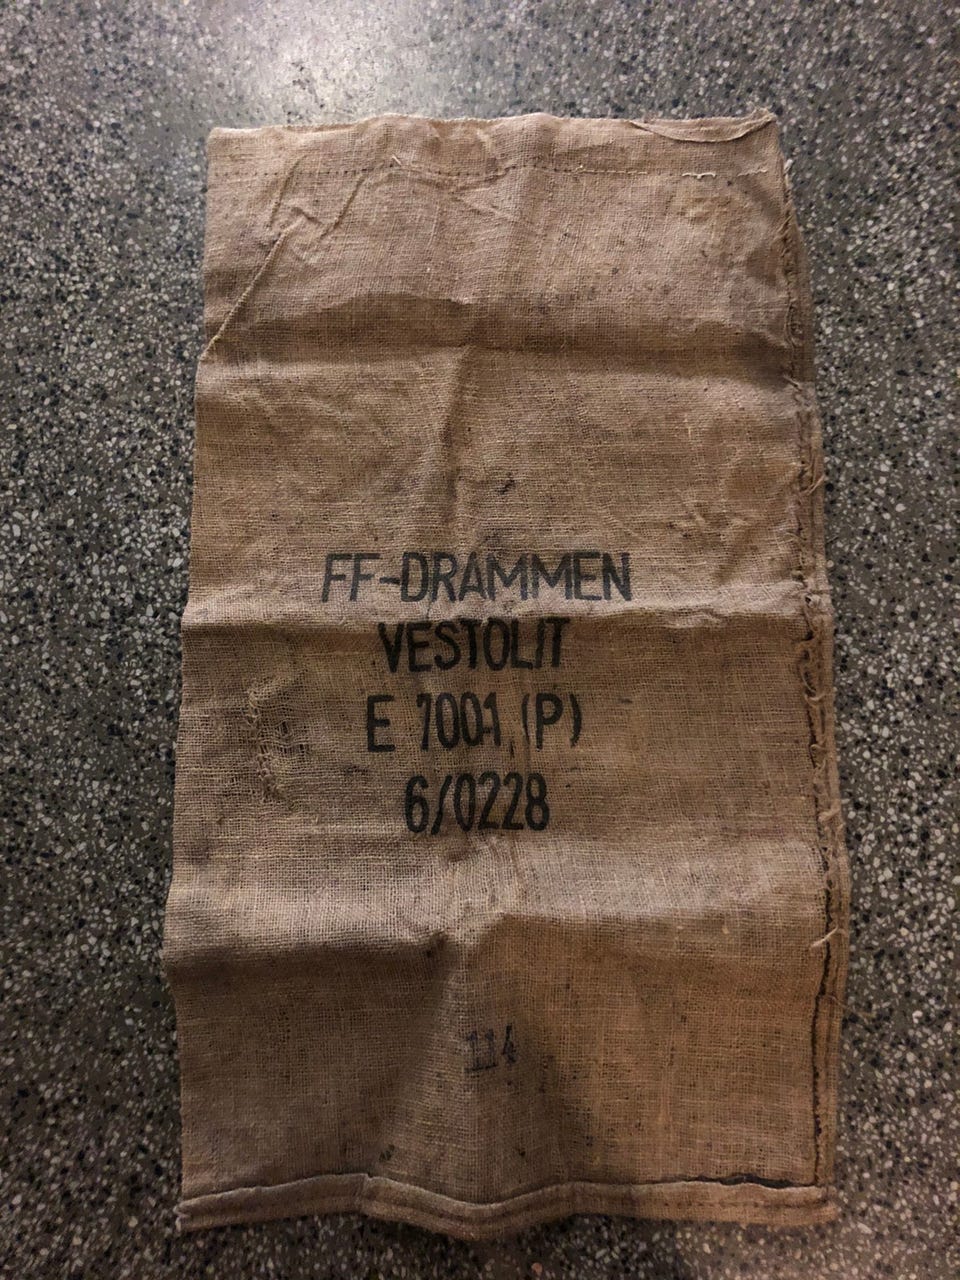 FF-DRAMMEN
VESTOLIT
E 7001 (P)
6/0228
114